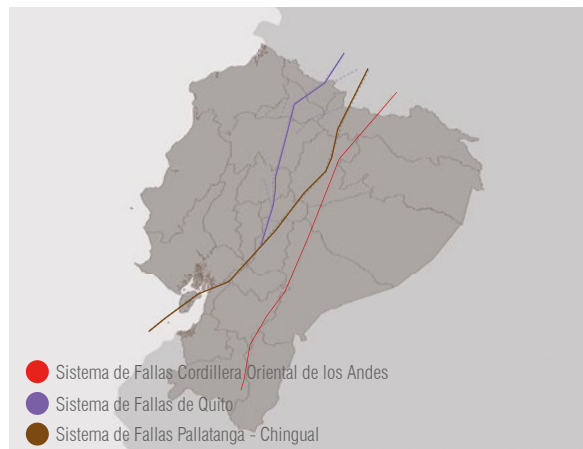 Sistema de Fallas Cordillera Oriental de los Andes
Sistema de Fallas de Quito
Sistema de Fallas Pallatanga - Chingual